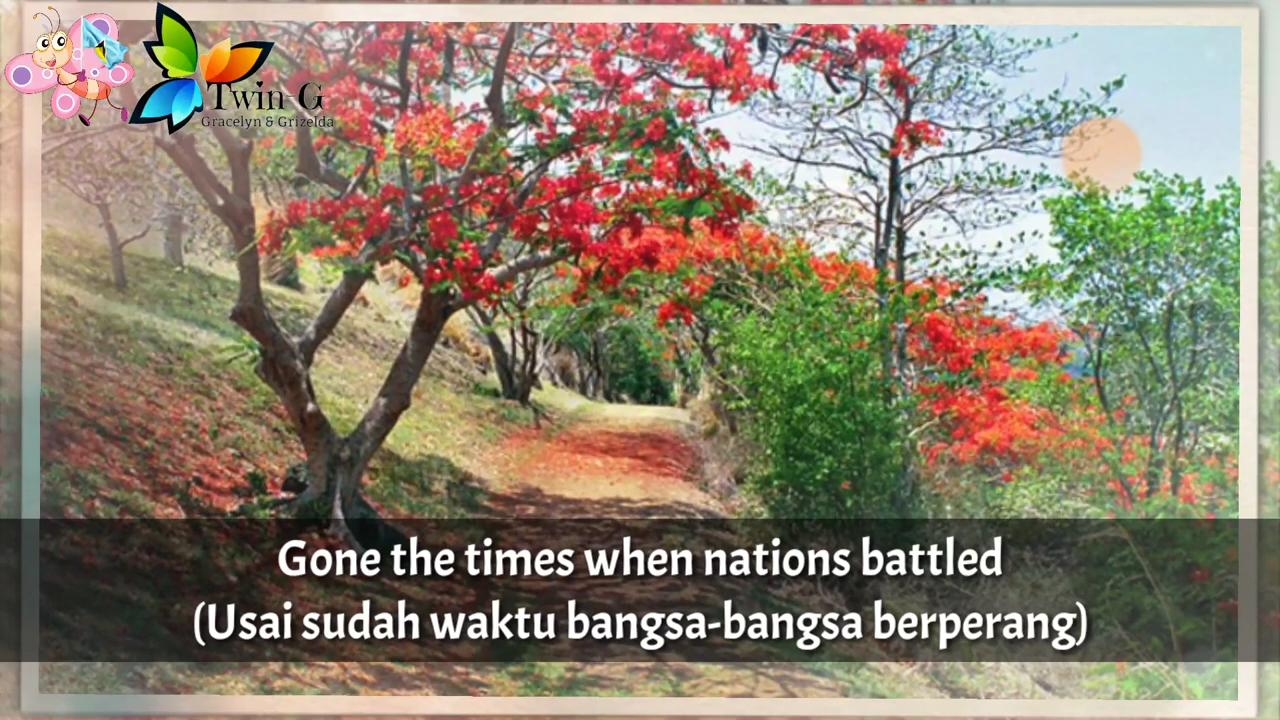 Twin-G
Gracelyn & Grizelda
Gone the times when nations battled
(Usai sudah waktu bangsa-bangsa berperang)